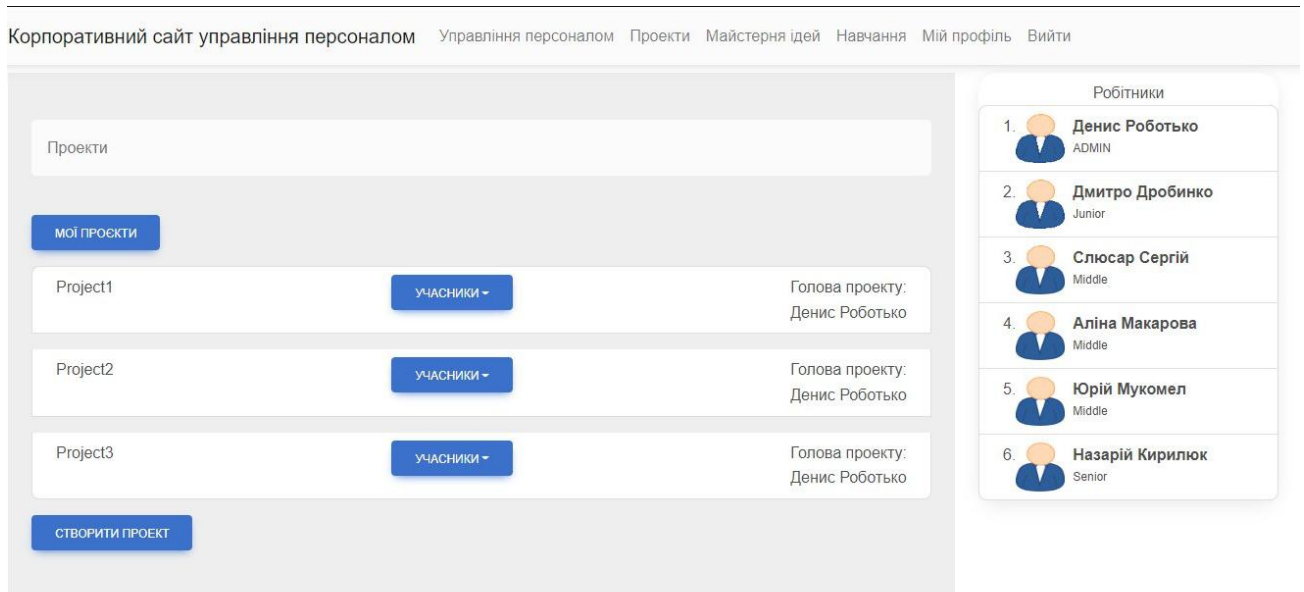 Корпоративний сайт управління персоналом Управління персоналом Проекти Майстерня ідей Навчання Мій профіль Вийти
Проекти
МОЇ ПРОЄКТИ
Project1 УЧАСНИКИ Голова проекту:
Денис Роботько
Project2 УЧАСНИКИ Голова проекту:
Денис Роботько
Project3 УЧАСНИКИ Голова проекту:
Денис Роботько
СТВОРИТИ ПРОЕКТ
Робітники
1. Денис Роботько
ADMIN
2. Дмитро Дробинко
Junior
3. Слюсар Сергій
Middle
4. Аліна Макарова
Middle
5. Юрій Мукомел
Middle
6. Назарій Кирилюк
Senior